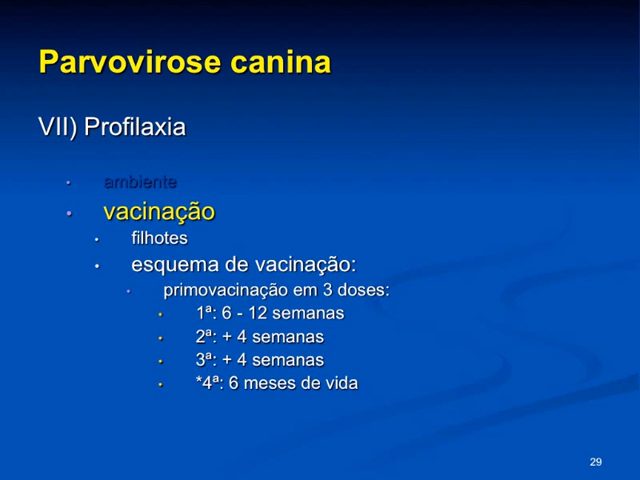 Parvovirose canina
VII) Profilaxia
• ambiente
• vacinação
• filhotes
• esquema de vacinação:
• primovacinação em 3 doses:
• 1ª: 6 - 12 semanas
• 2ª: + 4 semanas
• 3ª: + 4 semanas
• *4ª: 6 meses de vida
29